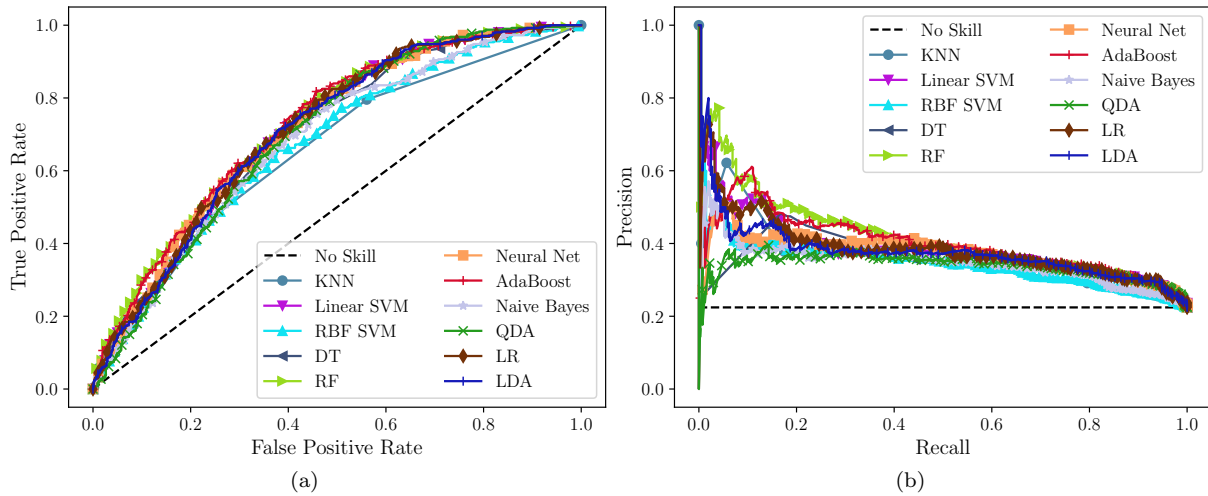 1.0
0.8
0.6
0.4
0.2
0.0
True Positive Rate
No Skill
KNN
Linear SVM
RBF SVM
DT
RF
Neural Net
AdaBoost
Naive Bayes
QDA
LR
LDA
0.0 0.2 0.4 0.6 0.8 1.0
False Positive Rate
(a)
1.0
0.8
0.6
0.4
0.2
0.0
Precision
No Skill
KNN
Linear SVM
RBF SVM
DT
RF
Neural Net
AdaBoost
Naive Bayes
QDA
LR
LDA
0.0 0.2 0.4 0.6 0.8 1.0
Recall
(b)